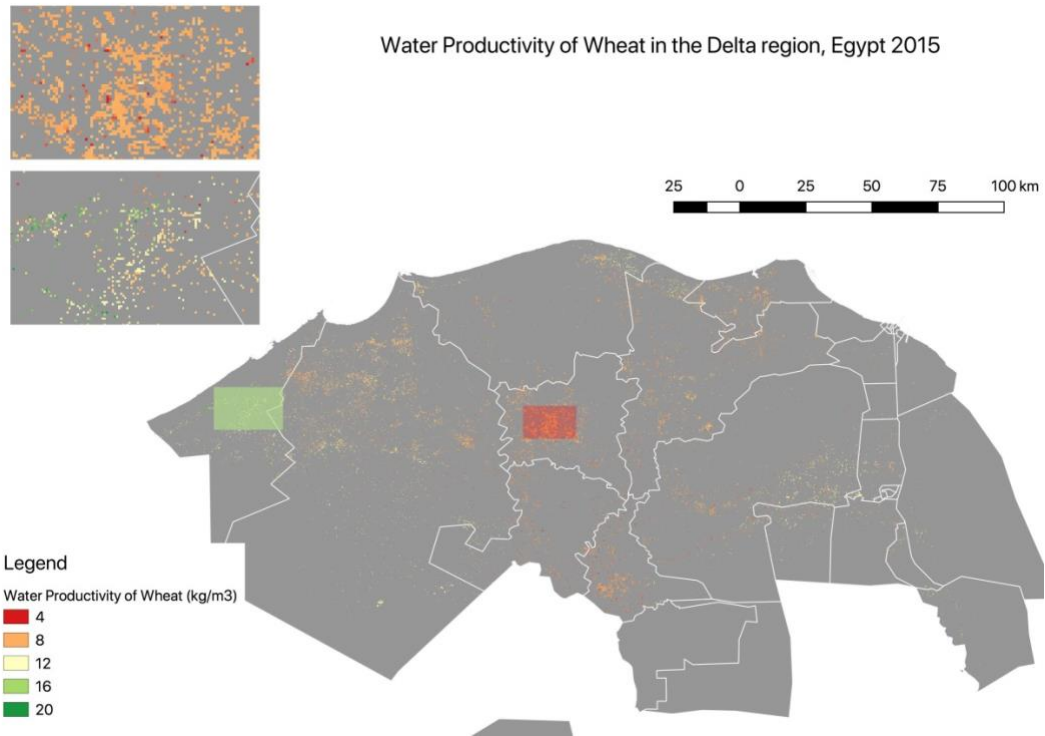 Water Productivity of Wheat in the Delta region, Egypt 2015
25 0 25 50 75 100 km
Legend
Water Productivity of Wheat (kg/m3)
4
8
12
16
20